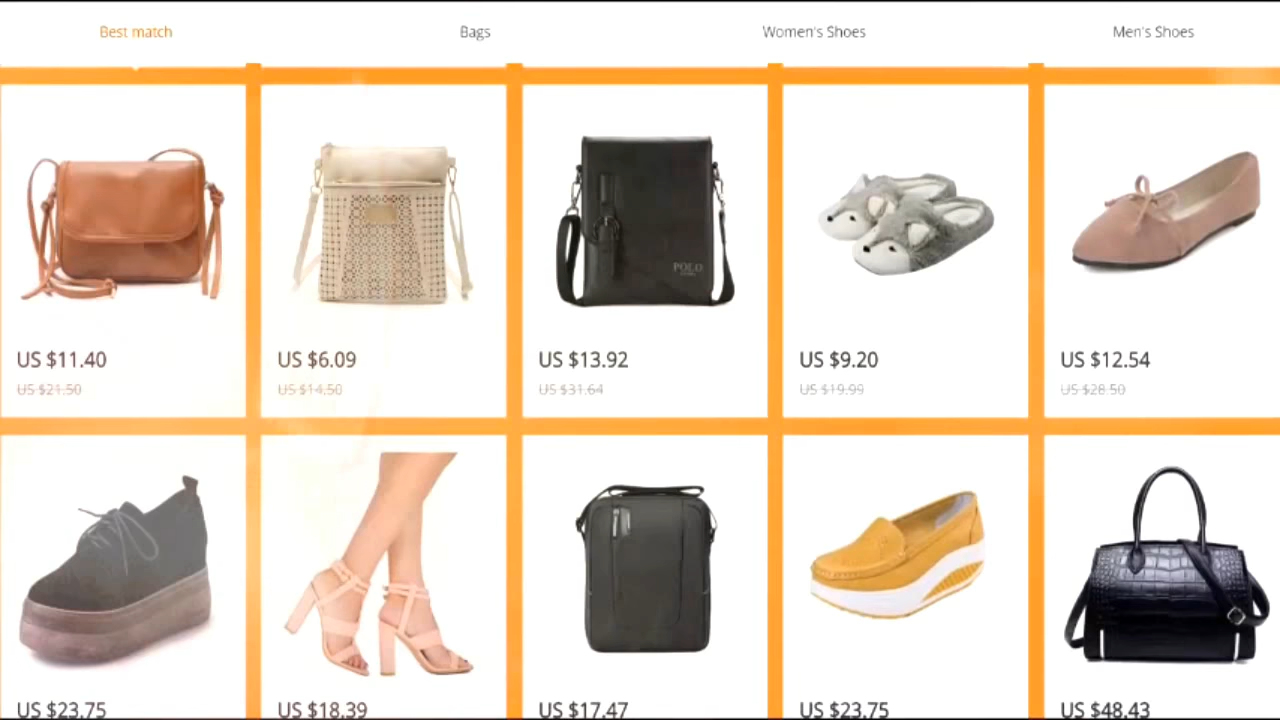 Best match
Bags
Women's Shoes
Men's Shoes
POLO
US $11.40
US $6.09
US $13.92
US $9.20
US $12.54
US $21.50
US $14.50
US $31.64
US $19.99
US $28.50
US $23.75
US $18.39
US $17.47
US $23.75
US $48.43